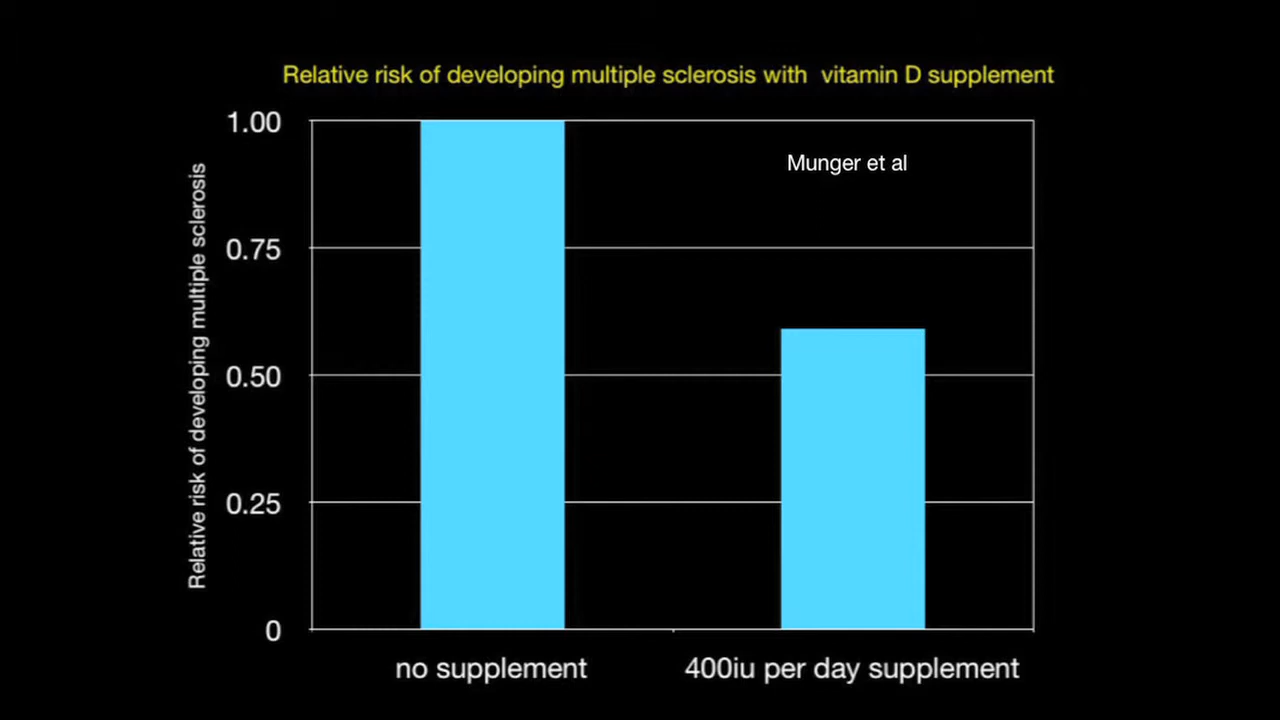 Relative risk of developing multiple sclerosis with  vitamin D supplement
1.00
Munger et al
0.75
Relative risk of developing multiple sclerosis
0.50
0.25
0
no supplement
400iu per day supplement